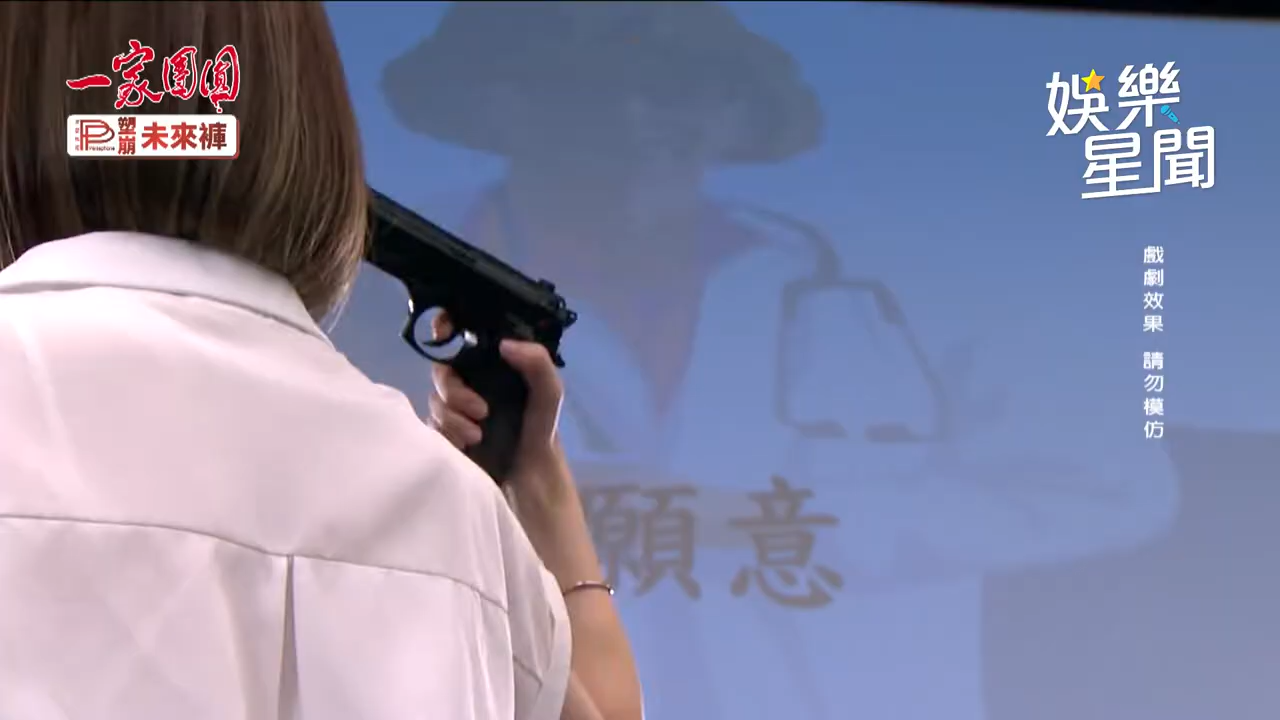 一家團圓
塑崩 未來褲
娛樂
星聞
戲劇效果 請勿模仿
願意